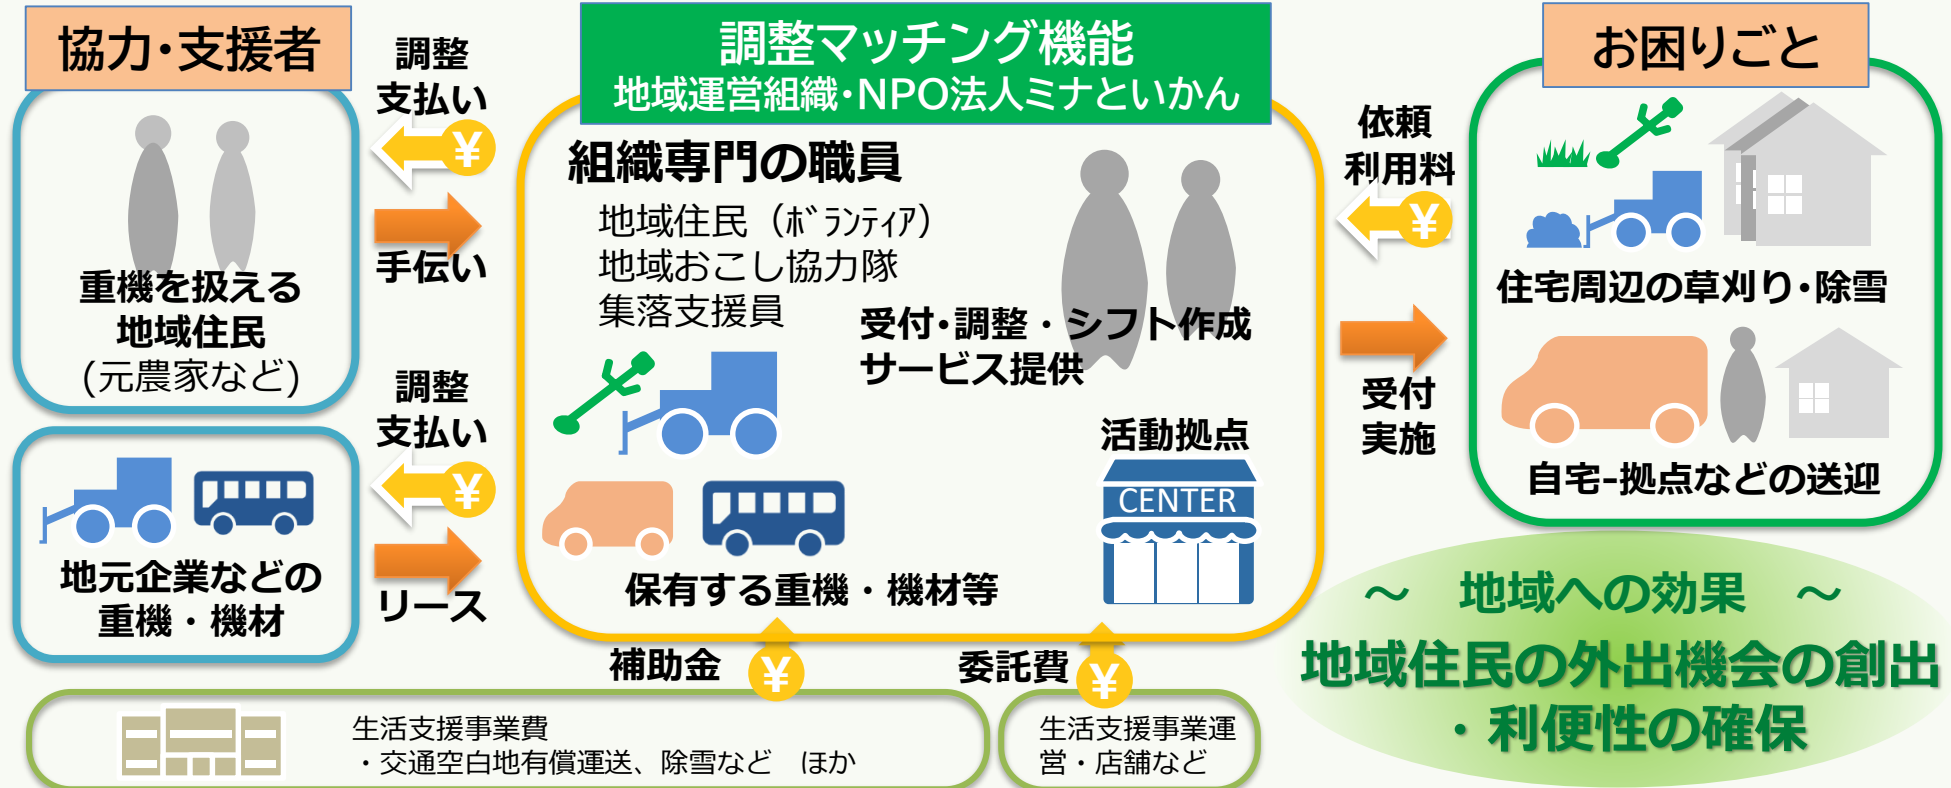 協力・支援者
重機を扱える
地域住民
(元農家など)
地元企業などの
重機・機材
調整
支払い
¥
手伝い
調整
支払い
¥
リース
調整マッチング機能
地域運営組織・NPO法人ミナといかん
組織専門の職員
地域住民（ﾎﾞﾗﾝﾃｨｱ）
地域おこし協力隊
集落支援員
受付・調整・シフト作成
サービス提供
保有する重機・機材等
活動拠点
CENTER
依頼
利用料
¥
受付
実施
お困りごと
住宅周辺の草刈り・除雪
自宅-拠点などの送迎
補助金
¥
委託費
¥
生活支援事業費
・交通空白地有償運送、除雪など　ほか
生活支援事業運
営・店舗など
～　地域への効果　～
地域住民の外出機会の創出
・利便性の確保